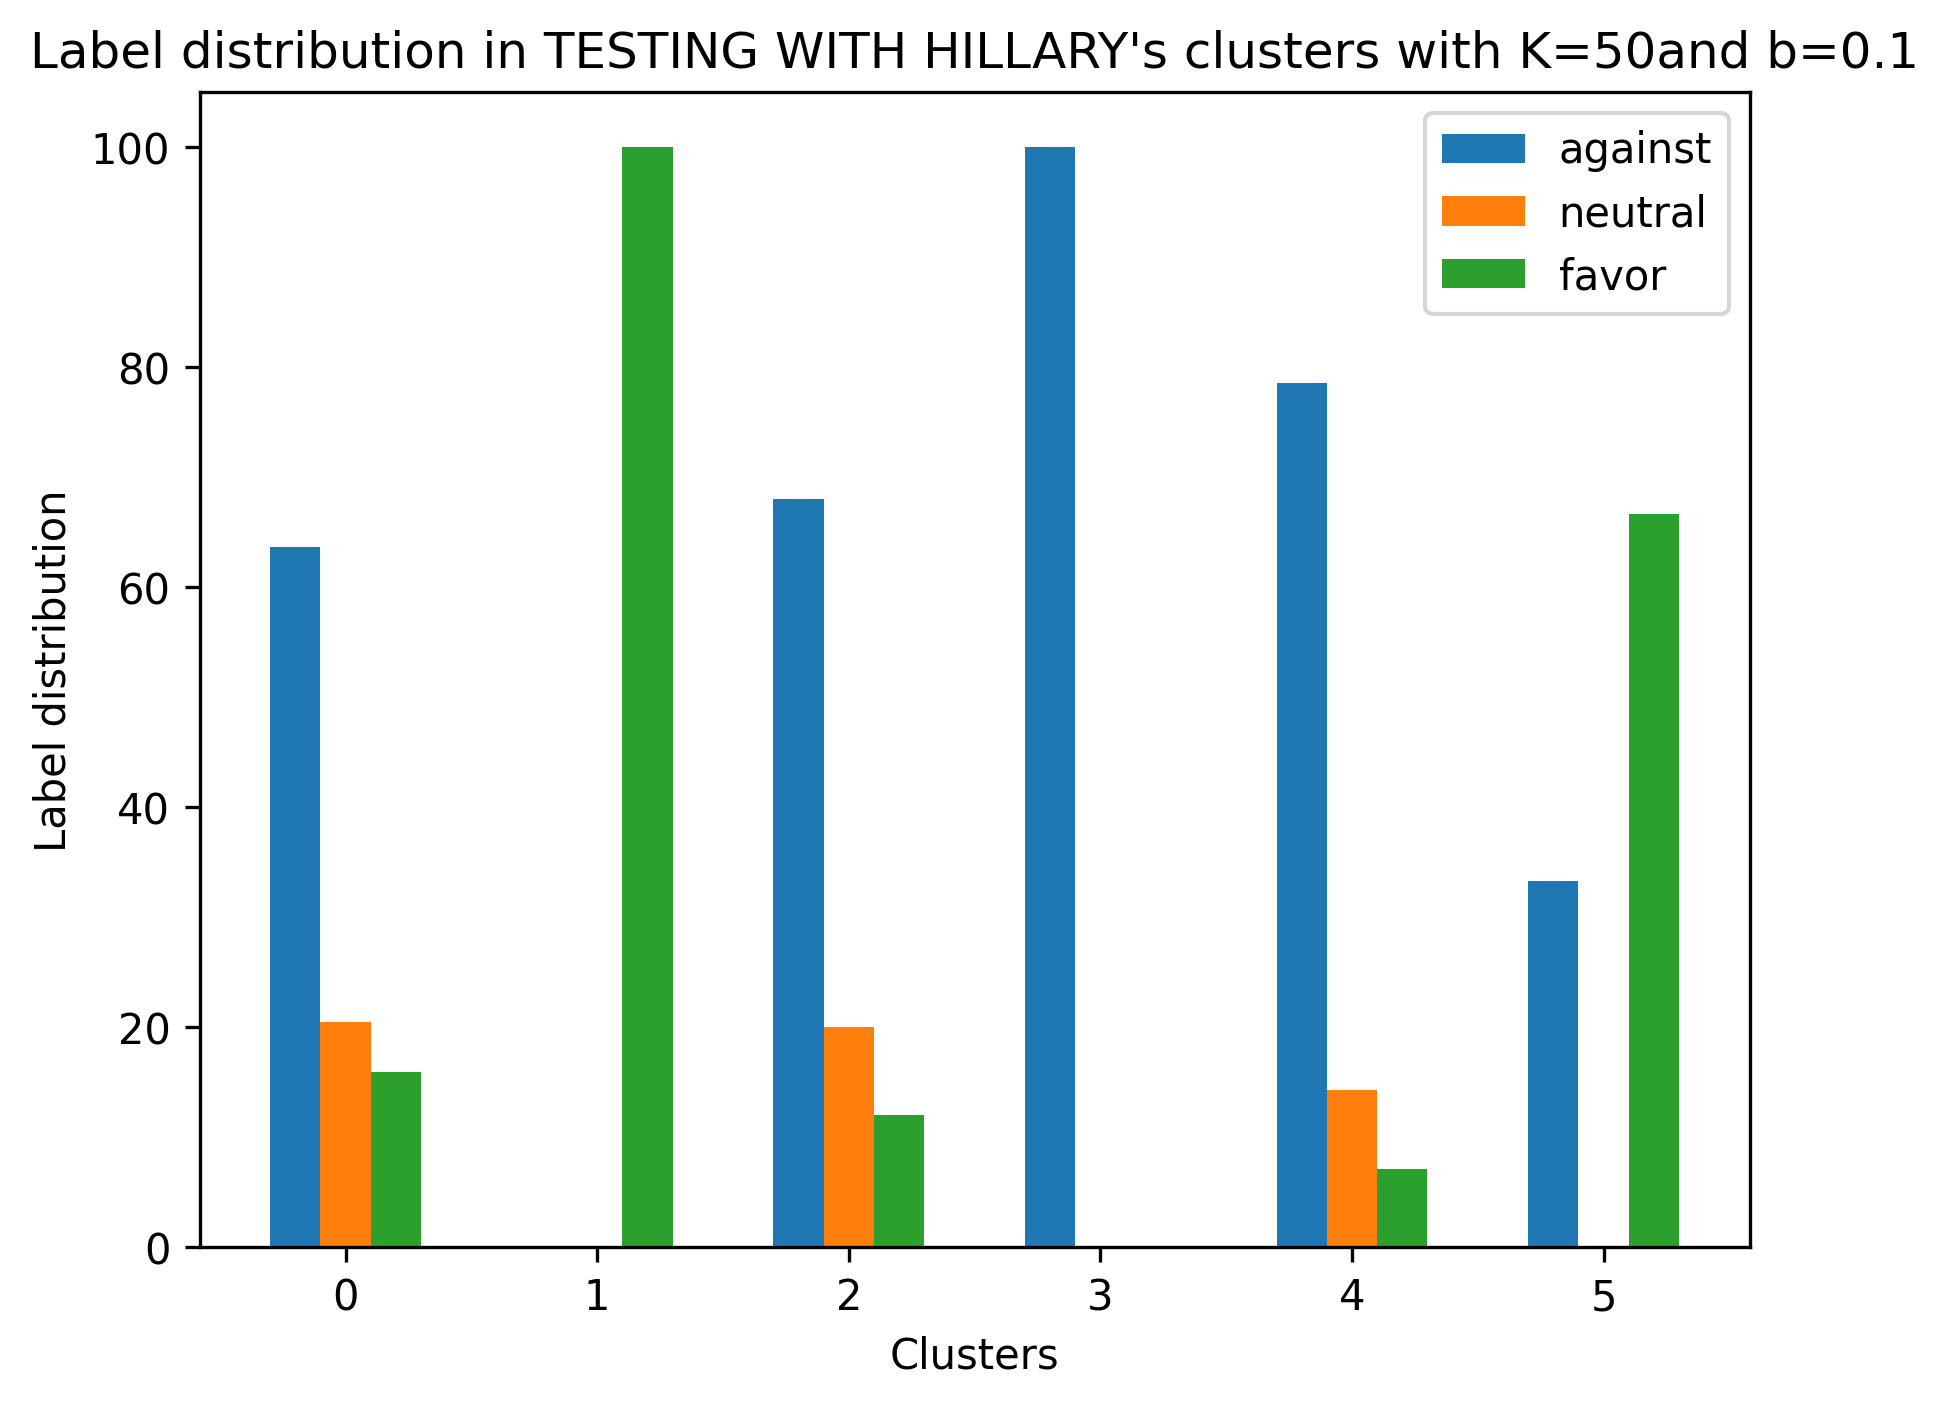 Label distribution in TESTING WITH HILLARY's clusters with K=50and b=0.1
against
neutral
favor
Label distribution
100
80
60
40
20
0
0 1 2 3 4 5
Clusters